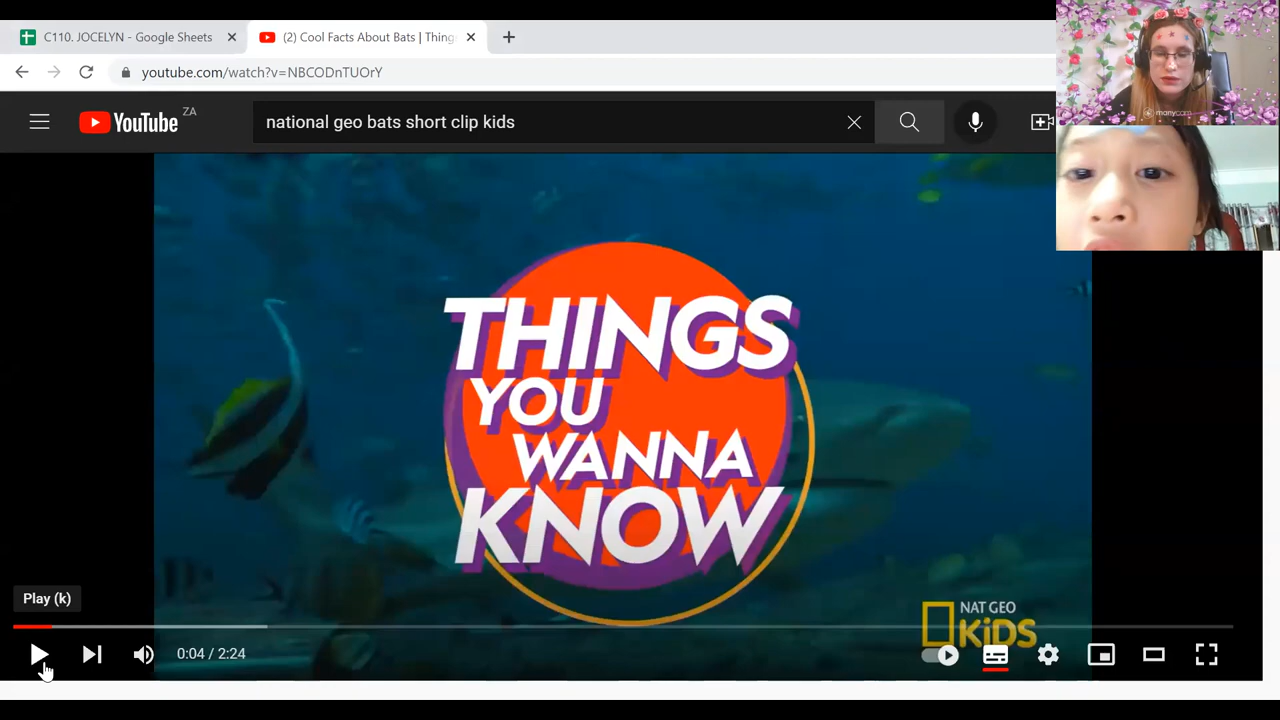 C110. JOCELYN - Google Sheets
(2) Cool Facts About Bats | Thing
youtube.com/watch?v=NBCODnTUOrY
YouTube ZA
national geo bats short clip kids
manycam
THINGS
YOU
WANNA
KNOW
Play (k)
NAT GEO
KiDS
0:04 / 2:24